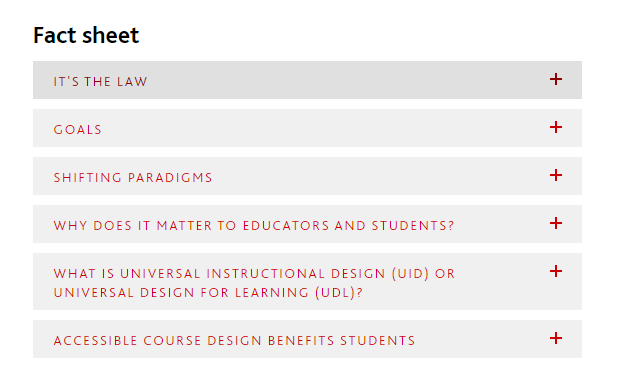 Fact sheet
IT'S THE LAW
GOALS
SHIFTING PARADIGMS
WHY DOES IT MATTER TO EDUCATORS AND STUDENTS?
WHAT IS UNIVERSAL INSTRUCTIONAL DESIGN (UID) OR
UNIVERSAL DESIGN FOR LEARNING (UDL)?
ACCESSIBLE COURSE DESIGN BENEFITS STUDENTS